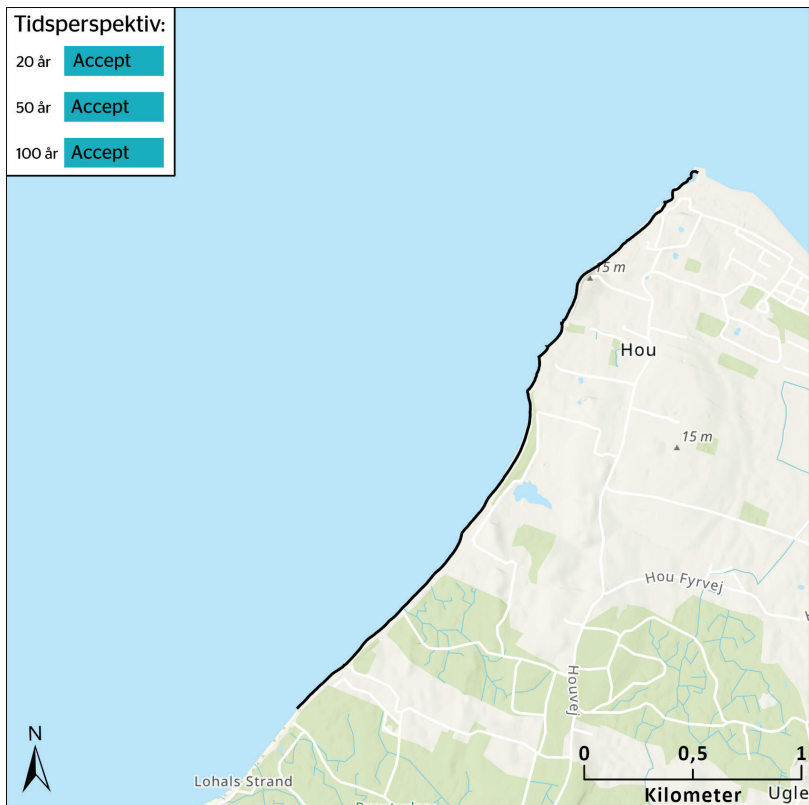 Tidsperspektiv:
20 år Accept
50 år Accept
100 år Accept
15 m
Hou
15 m
Hou Fyrvej
Houvej
N
Lohals Strand
0 0,5 1
Kilometer
Ugle